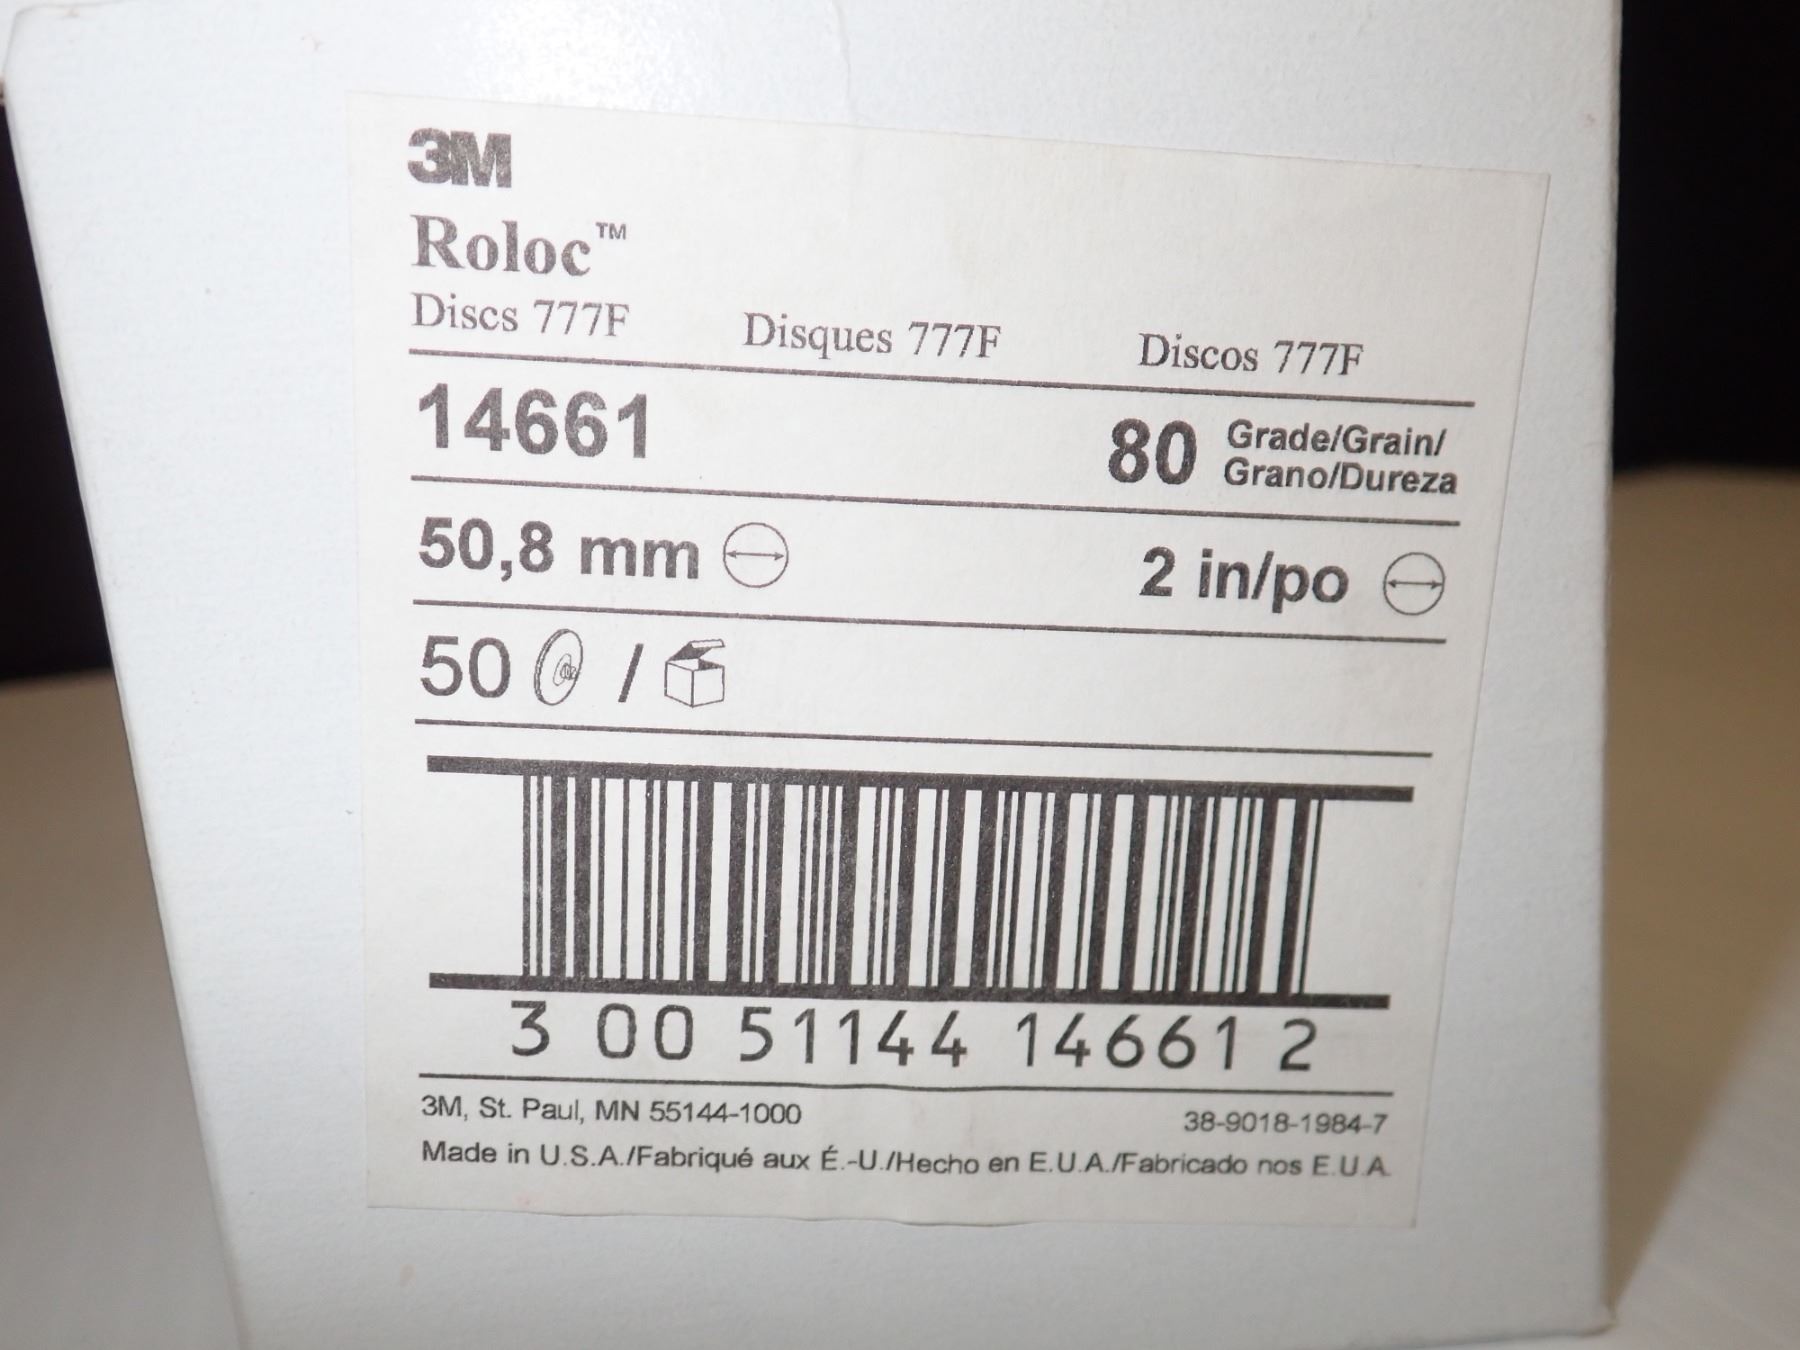 3M
Roloc™
Discs 777F Disques 777F Discos 777F
14661 80 Grade/Grain/
Grano/Dureza
50,8 mm 2 in/po
50 /
3 00 51144 14661 2
3M, St. Paul, MN 55144-1000 38-9018-1984-7
Made in U.S.A./Fabriqué aux É.-U./Hecho en E.U.A./Fabricado nos E.U.A.